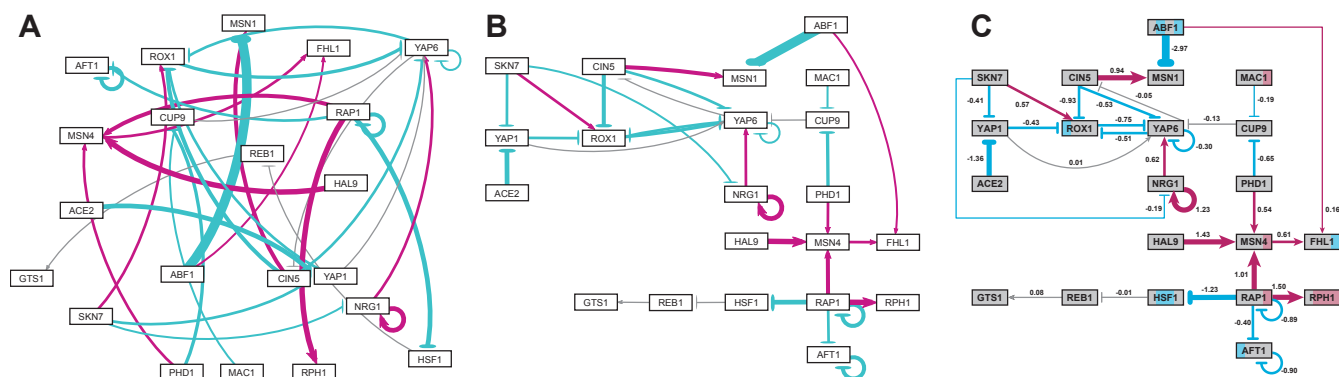 A
MSN1
ROX1
FHL1
YAP6
AFT1
CUP9
RAP1
MSN4
REB1
HAL9
ACE2
GTS1
ABF1
CIN5
YAP1
SKN7
NRG1
HSF1
PHD1
MAC1
RPH1
B
ABF1
SKN7
CIN5
MSN1
MAC1
YAP1
ROX1
YAP6
CUP9
ACE2
NRG1
PHD1
HAL9
MSN4
FHL1
GTS1
REB1
HSF1
RAP1
RPH1
AFT1
C
ABF1
-2.97
SKN7
CIN5
0.94
MSN1
MAC1
-0.41
0.57
-0.93
-0.53
-0.05
-0.19
YAP1
-0.43
ROX1
-0.75
YAP6
-0.13
CUP9
-0.51
-1.36
0.01
0.62
-0.30
-0.65
ACE2
NRG1
PHD1
-0.19
1.23
0.54
0.16
HAL9
1.43
MSN4
0.61
FHL1
1.01
GTS1
0.08
REB1
-0.01
HSF1
-1.23
RAP1
1.50
RPH1
-0.89
-0.40
AFT1
-0.90